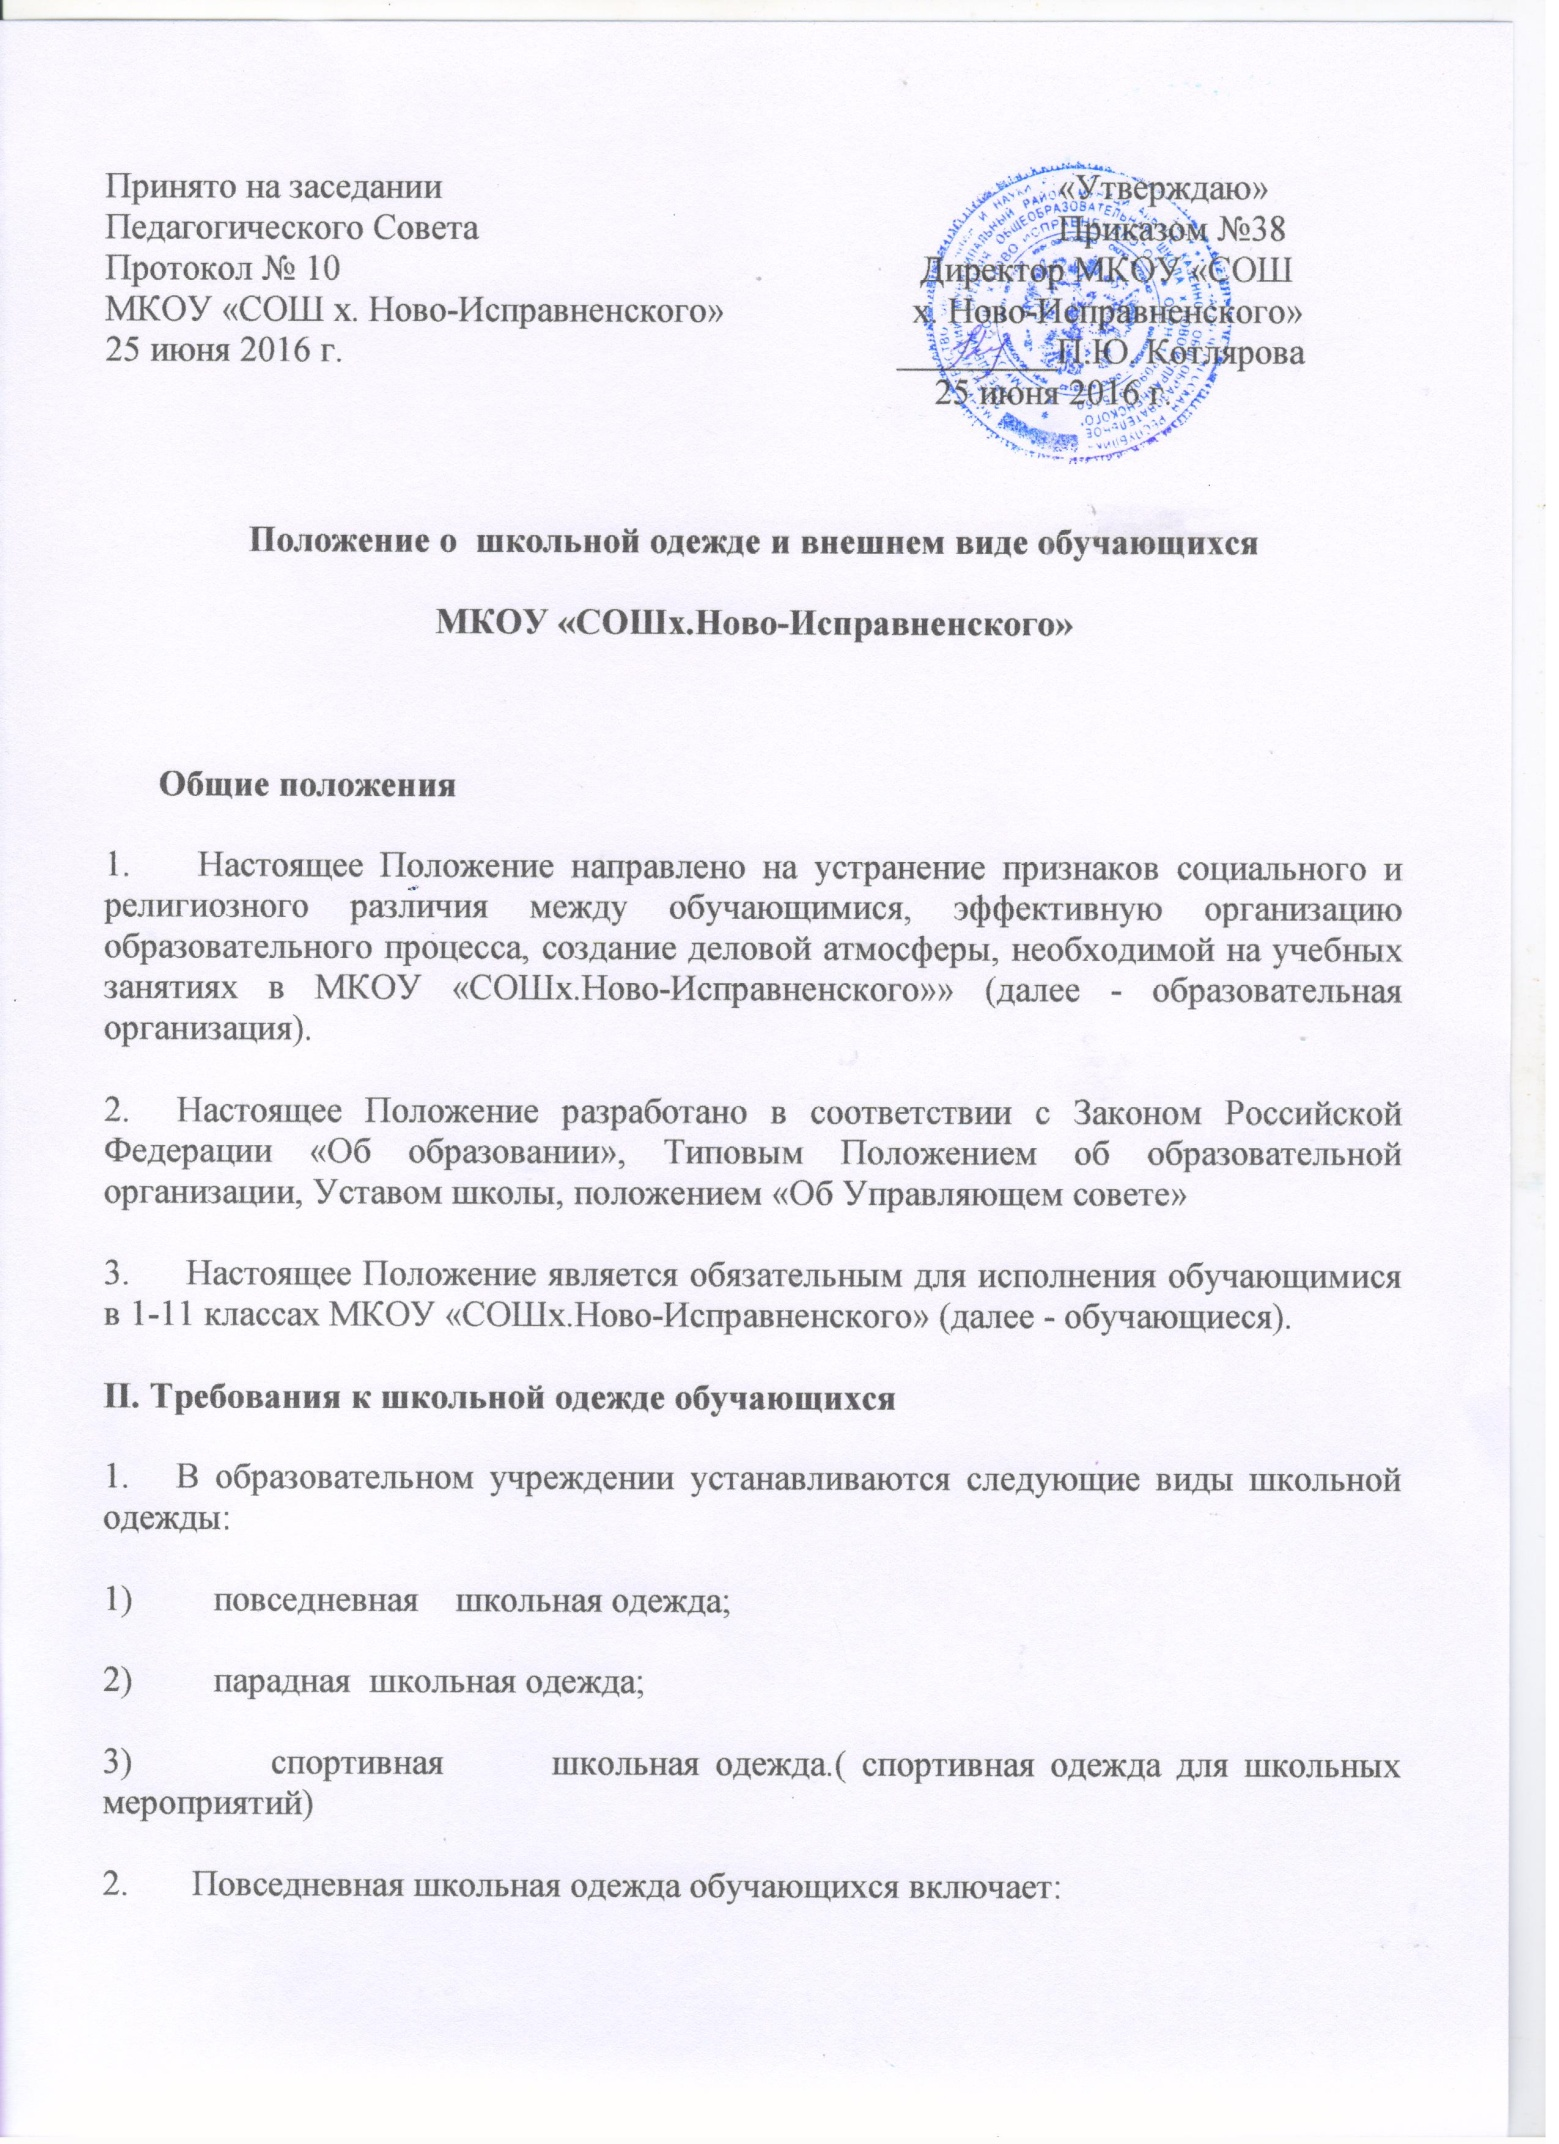 Принято на заседании
Педагогического Совета
Протокол № 10
МКОУ «СОШ х. Ново-Исправненского»
25 июня 2016 г.
«Утверждаю»
Приказом №38
Директор МКОУ «СОШ
х. Ново-Исправненского»
_________П.Ю. Котлярова
25 июня 2016 г.
Положение о  школьной одежде и внешнем виде обучающихся
МКОУ «СОШх.Ново-Исправненского»
Общие положения
1. Настоящее Положение направлено на устранение признаков социального и
религиозного различия между обучающимися, эффективную организацию
образовательного процесса, создание деловой атмосферы, необходимой на учебных
занятиях в МКОУ «СОШх.Ново-Исправненского»» (далее - образовательная
организация).
2. Настоящее Положение разработано в соответствии с Законом Российской
Федерации «Об образовании», Типовым Положением об образовательной
организации, Уставом школы, положением «Об Управляющем совете»
3. Настоящее Положение является обязательным для исполнения обучающимися
в 1-11 классах МКОУ «СОШх.Ново-Исправненского» (далее - обучающиеся).
II. Требования к школьной одежде обучающихся
1. В образовательном учреждении устанавливаются следующие виды школьной
одежды:
1) повседневная школьная одежда;
2) парадная школьная одежда;
3) спортивная школьная одежда.( спортивная одежда для школьных
мероприятий)
2. Повседневная школьная одежда обучающихся включает: